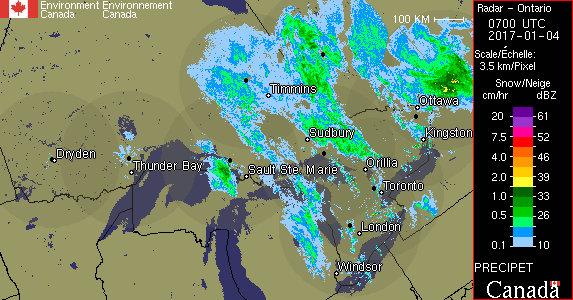 Environment Environnement
Canada Canada
100 KM
Timmins
Ottawa
Sudbury
Kingston
Dryden
Thunder Bay
Sault Ste. Marie
Orillia
Toronto
London
Windsor
Radar - Ontario
0700 UTC
2017-01-04
Scale/Échelle:
3.5 km/Pixel
Snow/Neige
cm/hr dBZ
20 61
7.5 52
4.0 46
2.0 39
1.0 33
0.5 26
0.1 10
PRECIPET
Canada